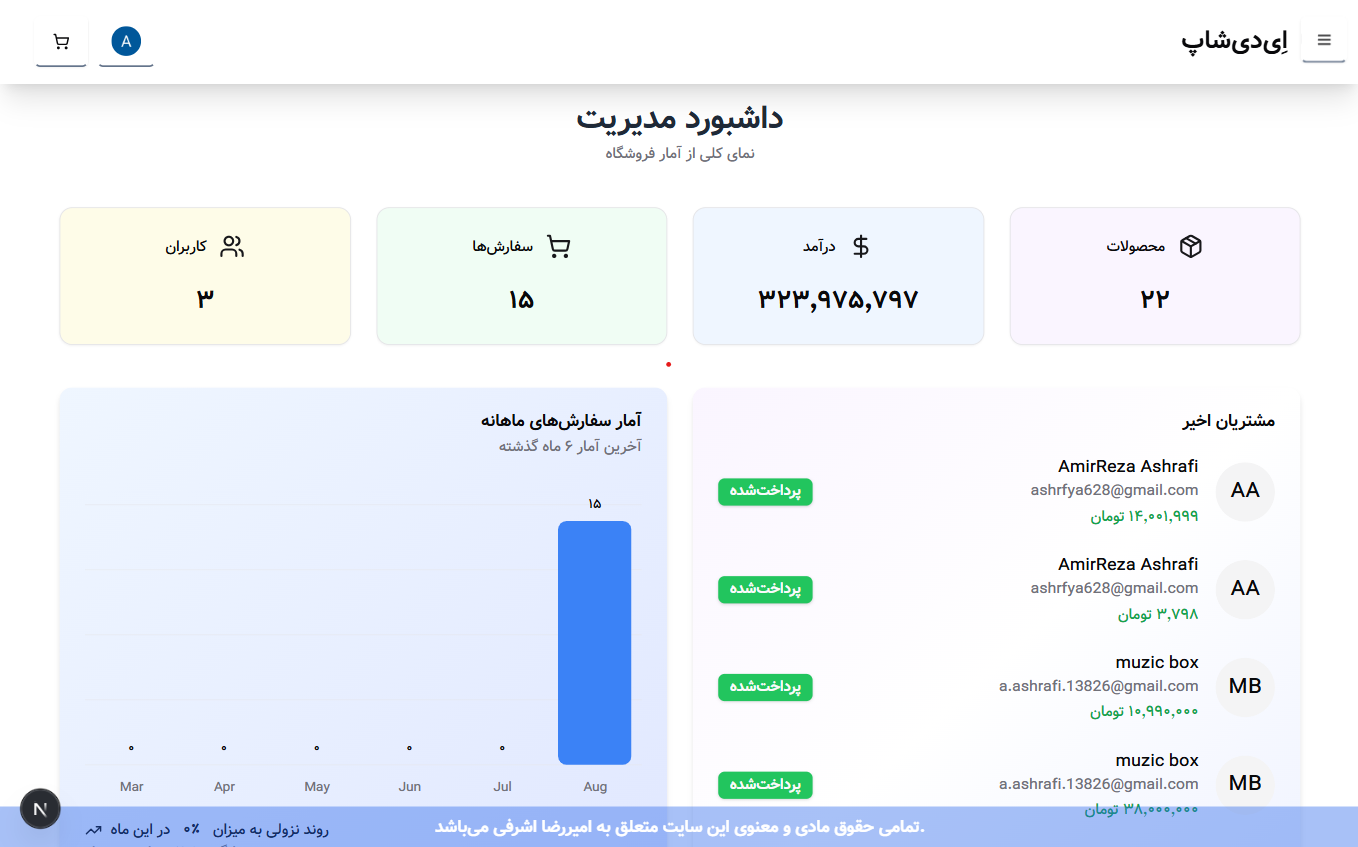 اِی‌دی‌شاپ
A
داشبورد مدیریت
نمای کلی از آمار فروشگاه
محصولات
۲۲
درآمد
۳۲۳,۹۷۵,۷۹۷
سفارش‌ها
۱۵
کاربران
۳
مشتریان اخیر
AA
AmirReza Ashrafi
ashrfya628@gmail.com
۱۴,۰۰۱,۹۹۹ تومان
پرداخت‌شده
AA
AmirReza Ashrafi
ashrfya628@gmail.com
۳,۷۹۸ تومان
پرداخت‌شده
MB
muzic box
a.ashrafi.13826@gmail.com
۱۰,۹۹۰,۰۰۰ تومان
پرداخت‌شده
MB
muzic box
a.ashrafi.13826@gmail.com
۳۸,۰۰۰,۰۰۰ تومان
پرداخت‌شده
آمار سفارش‌های ماهانه
آخرین آمار ۶ ماه گذشته
۱۵
۰ ۰ ۰ ۰ ۰
Mar Apr May Jun Jul Aug
روند نزولی به میزان ۰٪ در این ماه
.تمامی حقوق مادی و معنوی این سایت متعلق به امیررضا اشرفی می‌باشد
N